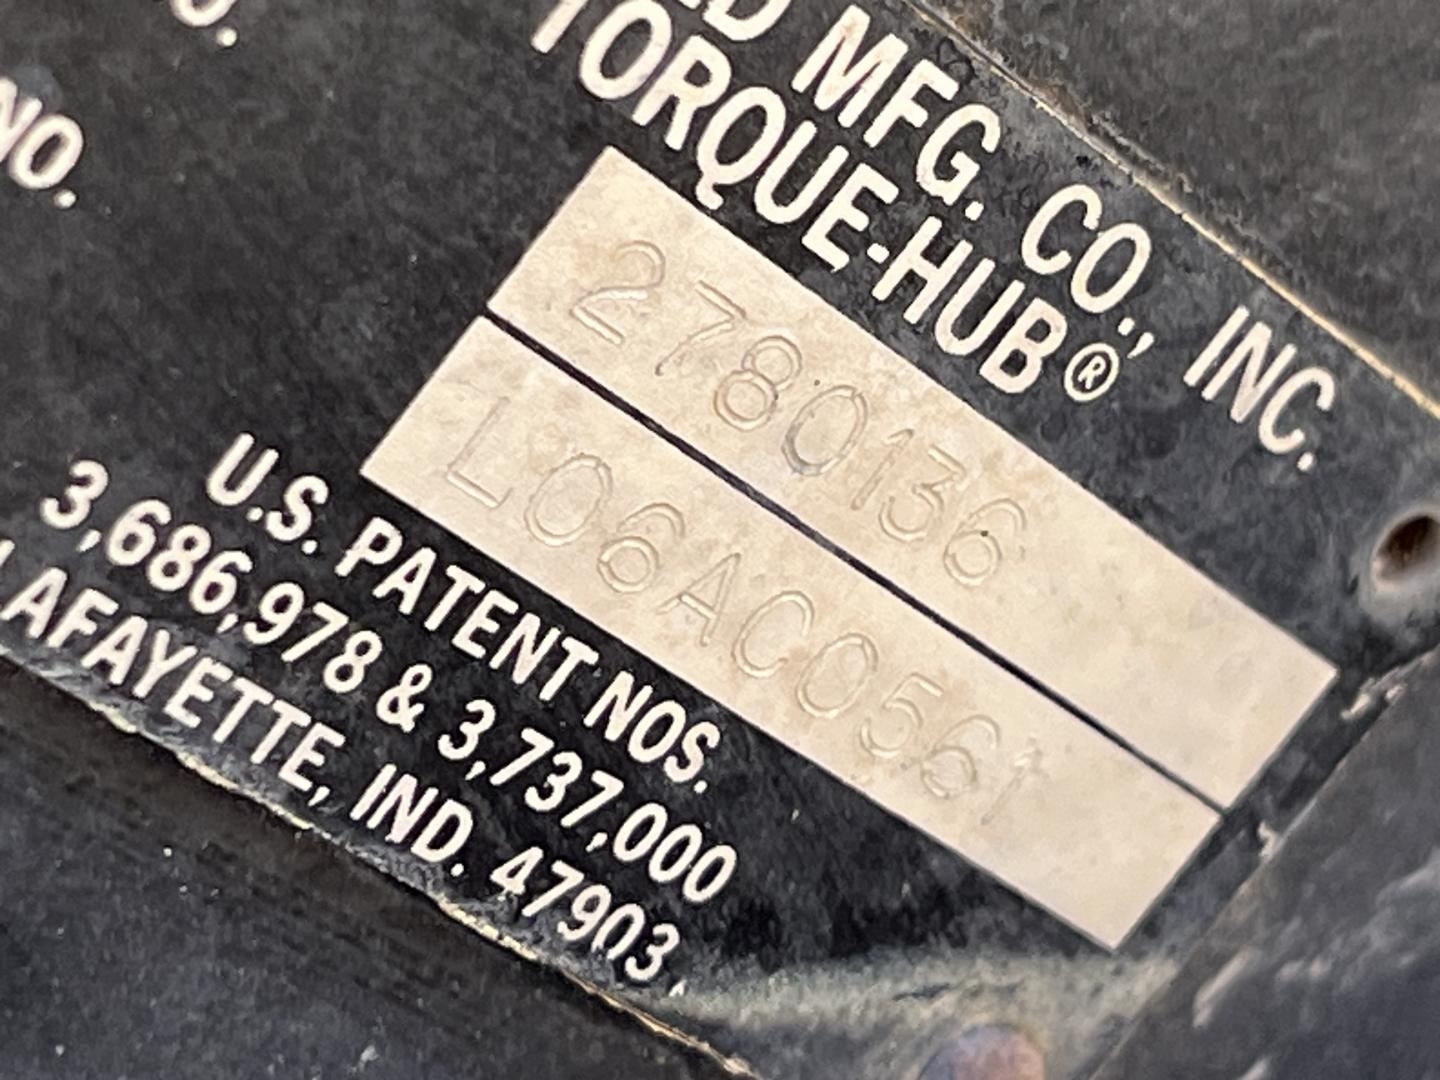 MFG. CO., INC.
TORQUE-HUB®
O.
2780136
NO.
L06AC0561
U.S. PATENT NOS.
3,686,978 & 3,737,000
LAFAYETTE, IND. 47903